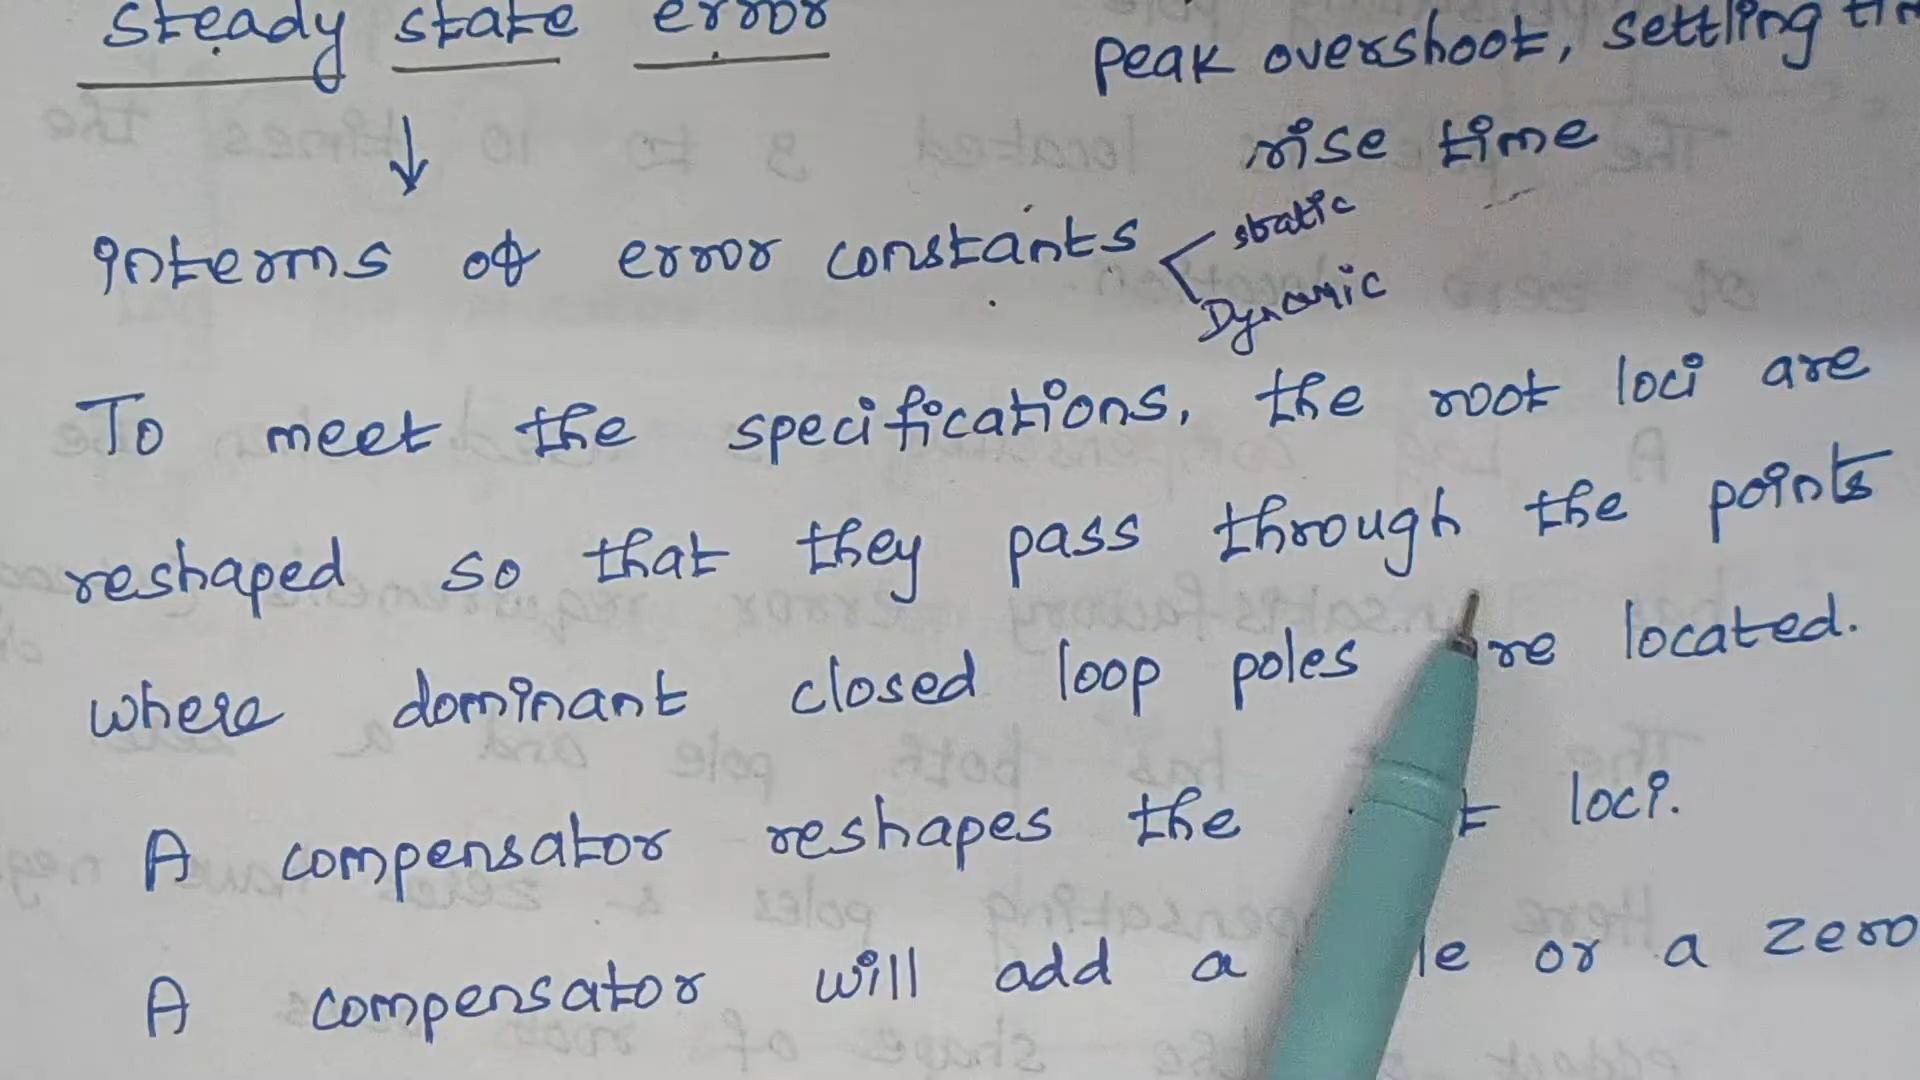 steady state error
peak overshoot, settling
rise time
interms of error constants
static
Dynamic
To meet the specifications, the root loci are
reshaped so that they pass through the points
where dominant closed loop poles are located.
A compensator reshapes the loci.
A compensator will add a or a zero